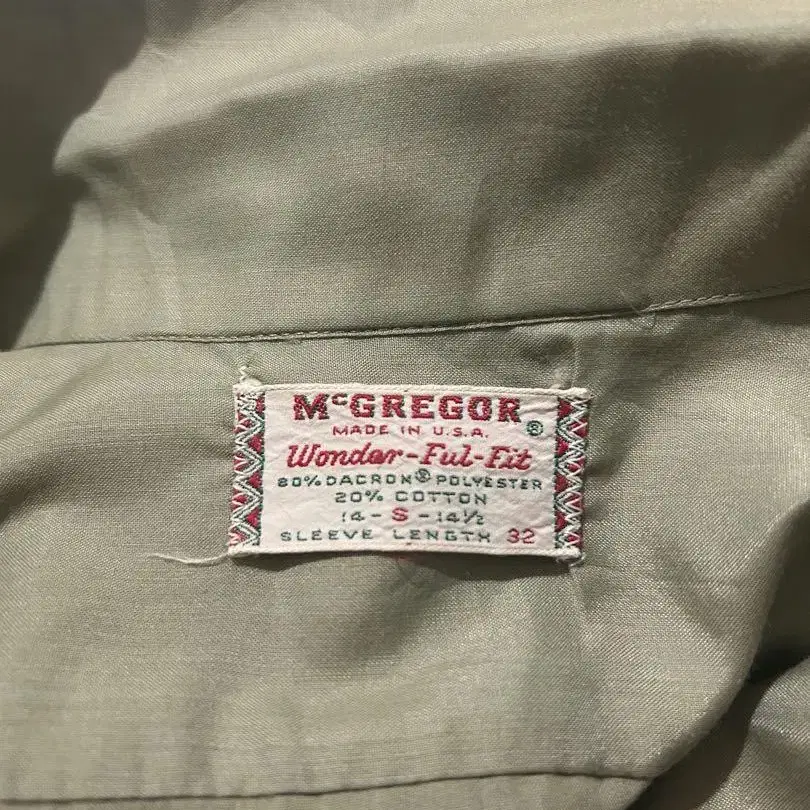 McGREGOR®
MADE IN U.S.A.
Wonder-Ful-Fit
80% DACRON® POLYESTER
20% COTTON
14 - S - 14½
SLEEVE LENGTH 32